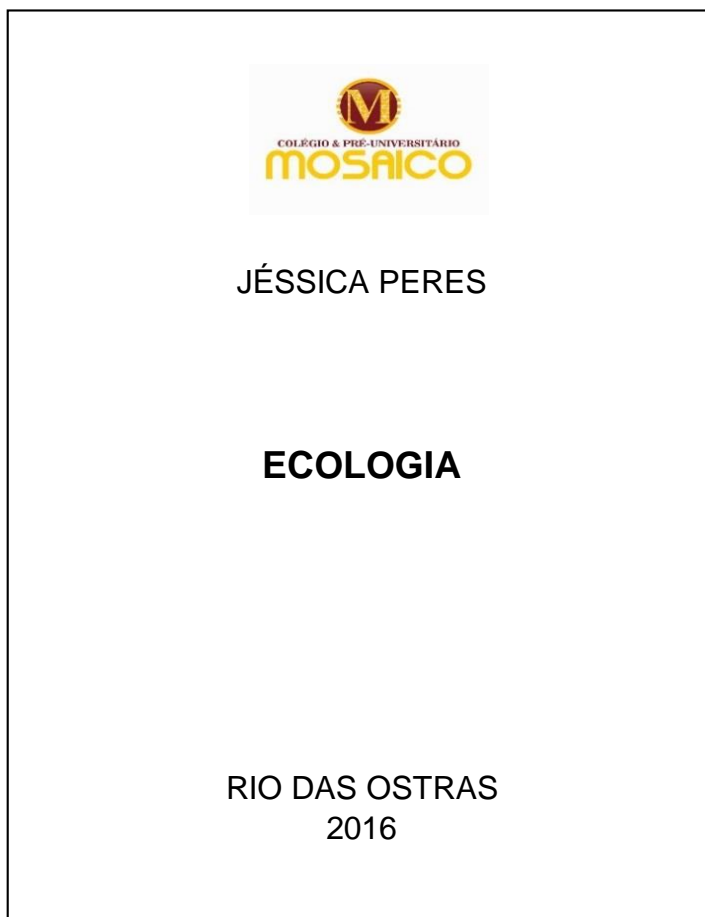 M
COLÉGIO & PRÉ-UNIVERSITÁRIO
MOSAICO
JÉSSICA PERES
ECOLOGIA
RIO DAS OSTRAS
2016